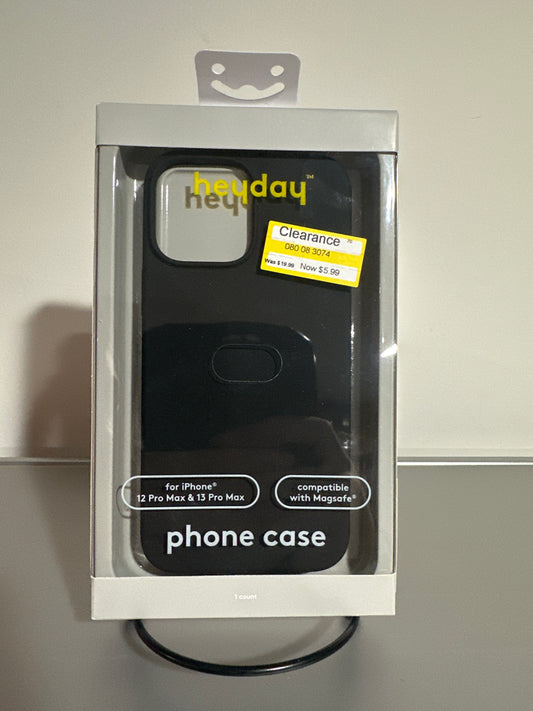 heyday™
Clearance 75
080 08 3074
Was $19.99 Now $5.99
for iPhone®
12 Pro Max & 13 Pro Max
compatible
with Magsafe®
phone case
1 count